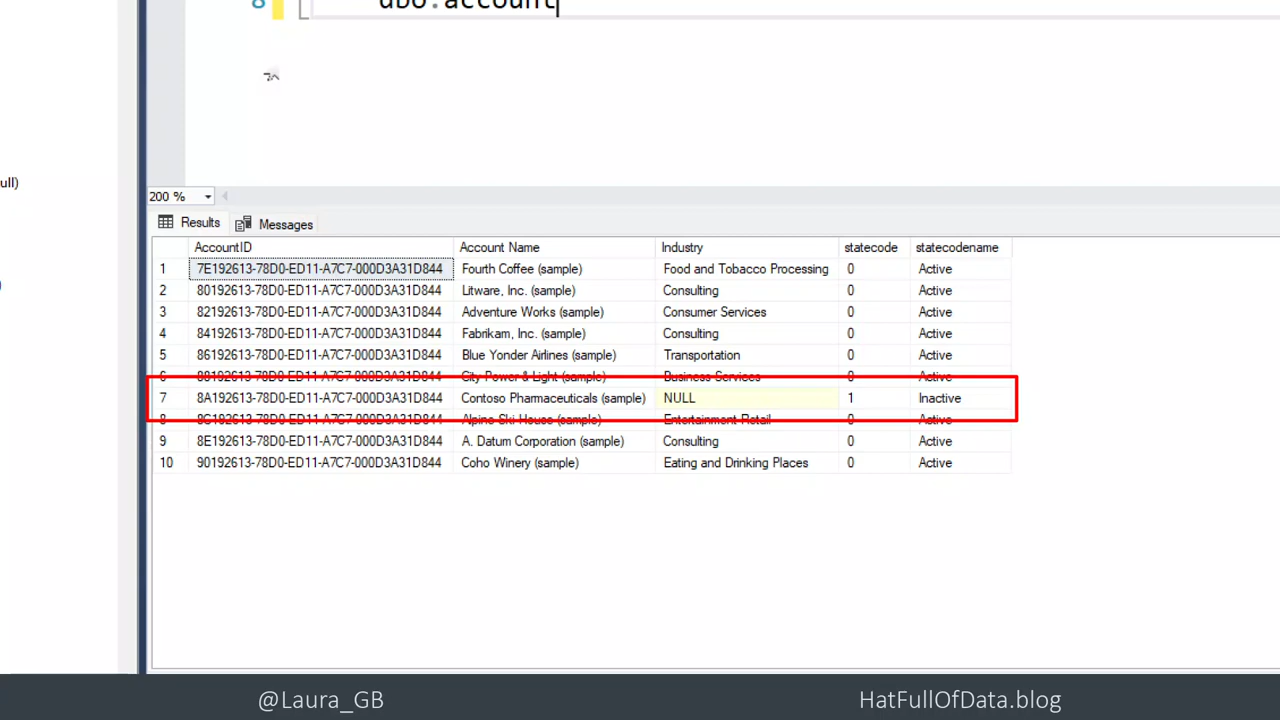 8 dbo.account
ull)
200 %
Results Messages
AccountID Account Name Industry statecode statecodename
1 7E192613-78D0-ED11-A7C7-000D3A31D844 Fourth Coffee (sample) Food and Tobacco Processing 0 Active
2 80192613-78D0-ED11-A7C7-000D3A31D844 Litware, Inc. (sample) Consulting 0 Active
3 82192613-78D0-ED11-A7C7-000D3A31D844 Adventure Works (sample) Consumer Services 0 Active
4 84192613-78D0-ED11-A7C7-000D3A31D844 Fabrikam, Inc. (sample) Consulting 0 Active
5 86192613-78D0-ED11-A7C7-000D3A31D844 Blue Yonder Airlines (sample) Transportation 0 Active
6 88192613-78D0-ED11-A7C7-000D3A31D844 City Power & Light (sample) Business Services 0 Active
7 8A192613-78D0-ED11-A7C7-000D3A31D844 Contoso Pharmaceuticals (sample) NULL 1 Inactive
8 8C192613-78D0-ED11-A7C7-000D3A31D844 Alpine Ski House (sample) Entertainment Retail 0 Active
9 8E192613-78D0-ED11-A7C7-000D3A31D844 A. Datum Corporation (sample) Consulting 0 Active
10 90192613-78D0-ED11-A7C7-000D3A31D844 Coho Winery (sample) Eating and Drinking Places 0 Active
@Laura_GB HatFullOfData.blog